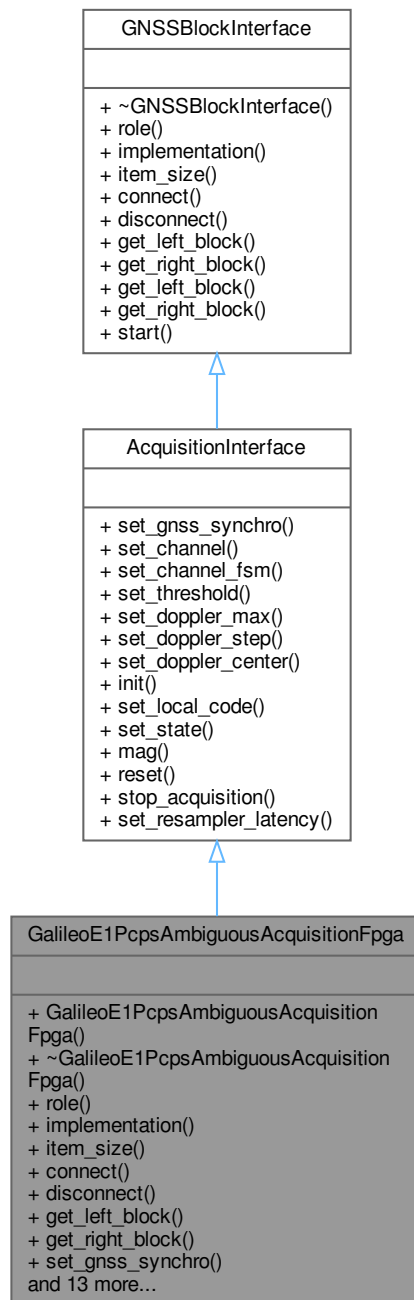 GNSSBlockInterface
+ ~GNSSBlockInterface()
+ role()
+ implementation()
+ item_size()
+ connect()
+ disconnect()
+ get_left_block()
+ get_right_block()
+ get_left_block()
+ get_right_block()
+ start()
AcquisitionInterface
+ set_gnss_synchro()
+ set_channel()
+ set_channel_fsm()
+ set_threshold()
+ set_doppler_max()
+ set_doppler_step()
+ set_doppler_center()
+ init()
+ set_local_code()
+ set_state()
+ mag()
+ reset()
+ stop_acquisition()
+ set_resampler_latency()
GalileoE1PcpsAmbiguousAcquisitionFpga
+ GalileoE1PcpsAmbiguousAcquisition
Fpga()
+ ~GalileoE1PcpsAmbiguousAcquisition
Fpga()
+ role()
+ implementation()
+ item_size()
+ connect()
+ disconnect()
+ get_left_block()
+ get_right_block()
+ set_gnss_synchro()
and 13 more...